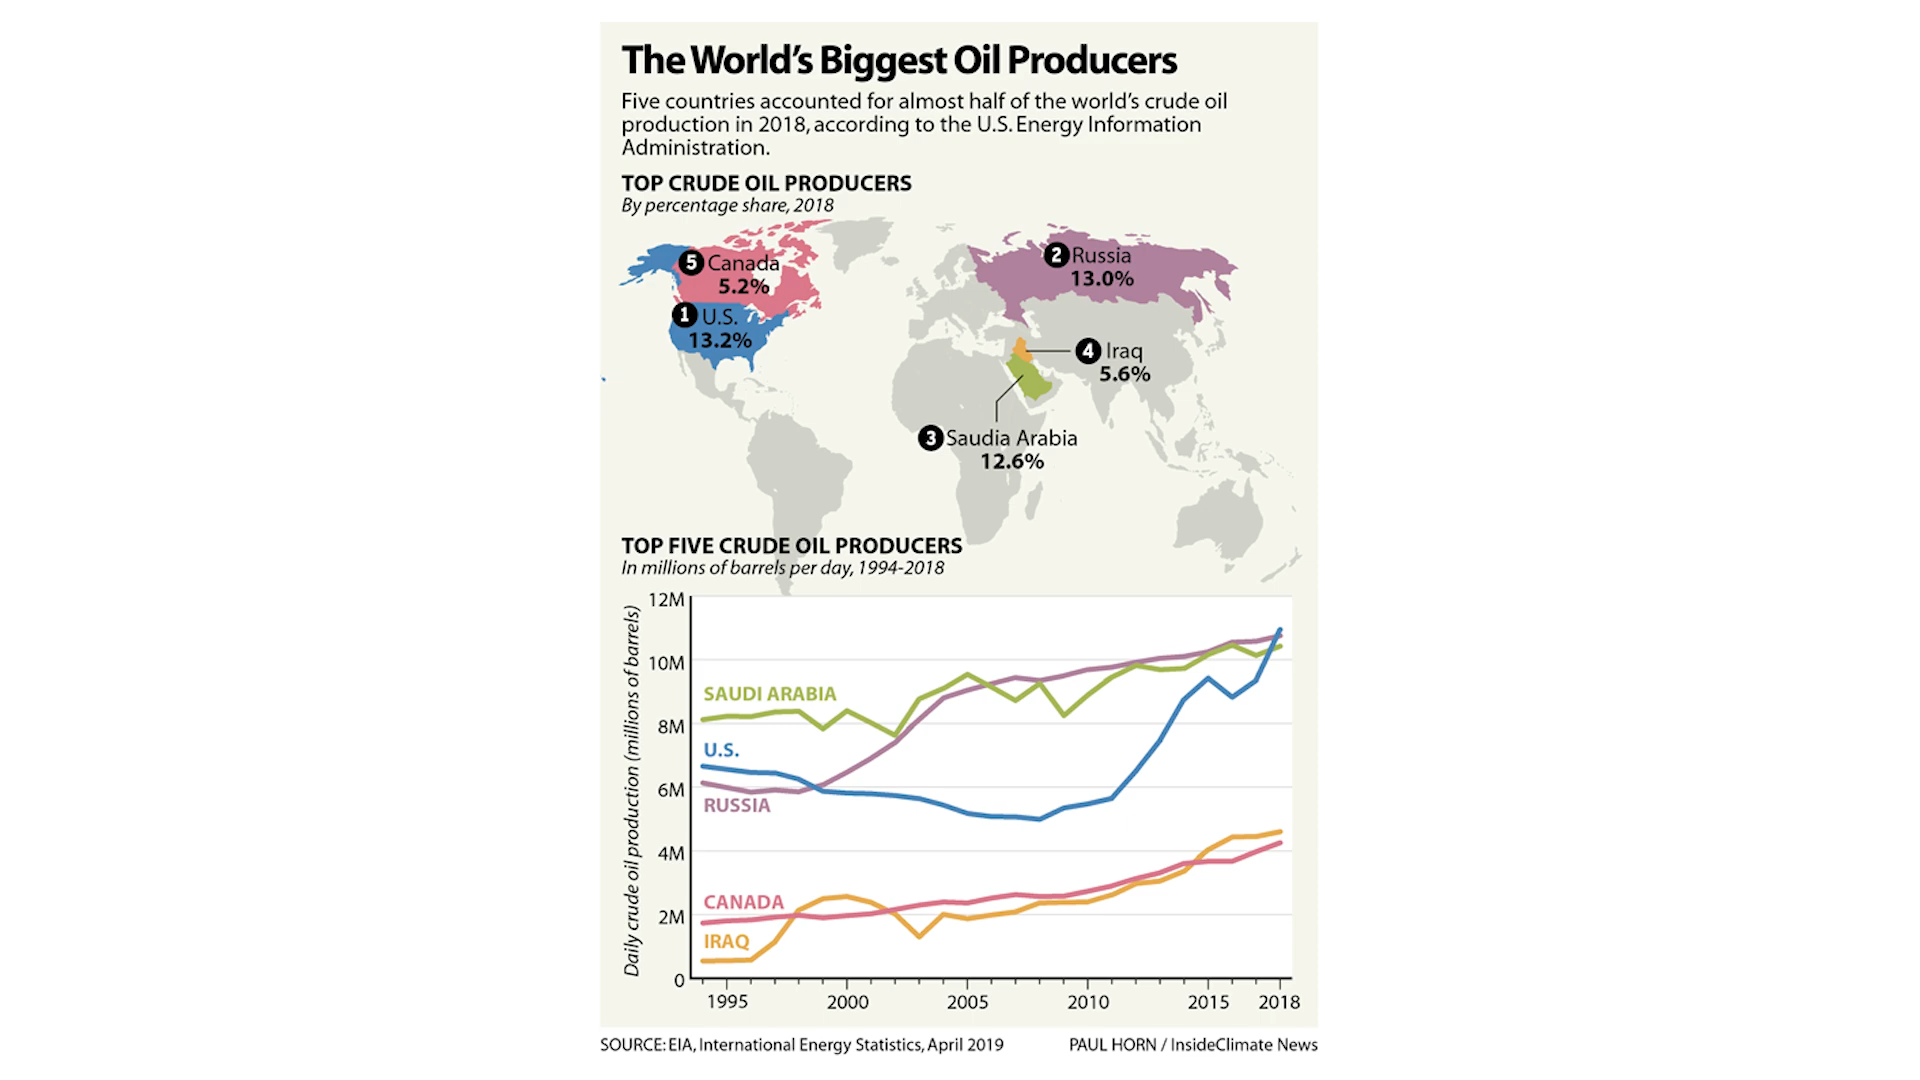 The World's Biggest Oil Producers
Five countries accounted for almost half of the world's crude oil
production in 2018, according to the U.S. Energy Information
Administration.
TOP CRUDE OIL PRODUCERS
By percentage share, 2018
5 Canada
5.2%
1 U.S.
13.2%
2 Russia
13.0%
4 Iraq
5.6%
3 Saudia Arabia
12.6%
TOP FIVE CRUDE OIL PRODUCERS
In millions of barrels per day, 1994-2018
Daily crude oil production (millions of barrels)
12M
10M
8M
6M
4M
2M
0
SAUDI ARABIA
U.S.
RUSSIA
CANADA
IRAQ
1995 2000 2005 2010 2015 2018
SOURCE: EIA, International Energy Statistics, April 2019
PAUL HORN / InsideClimate News